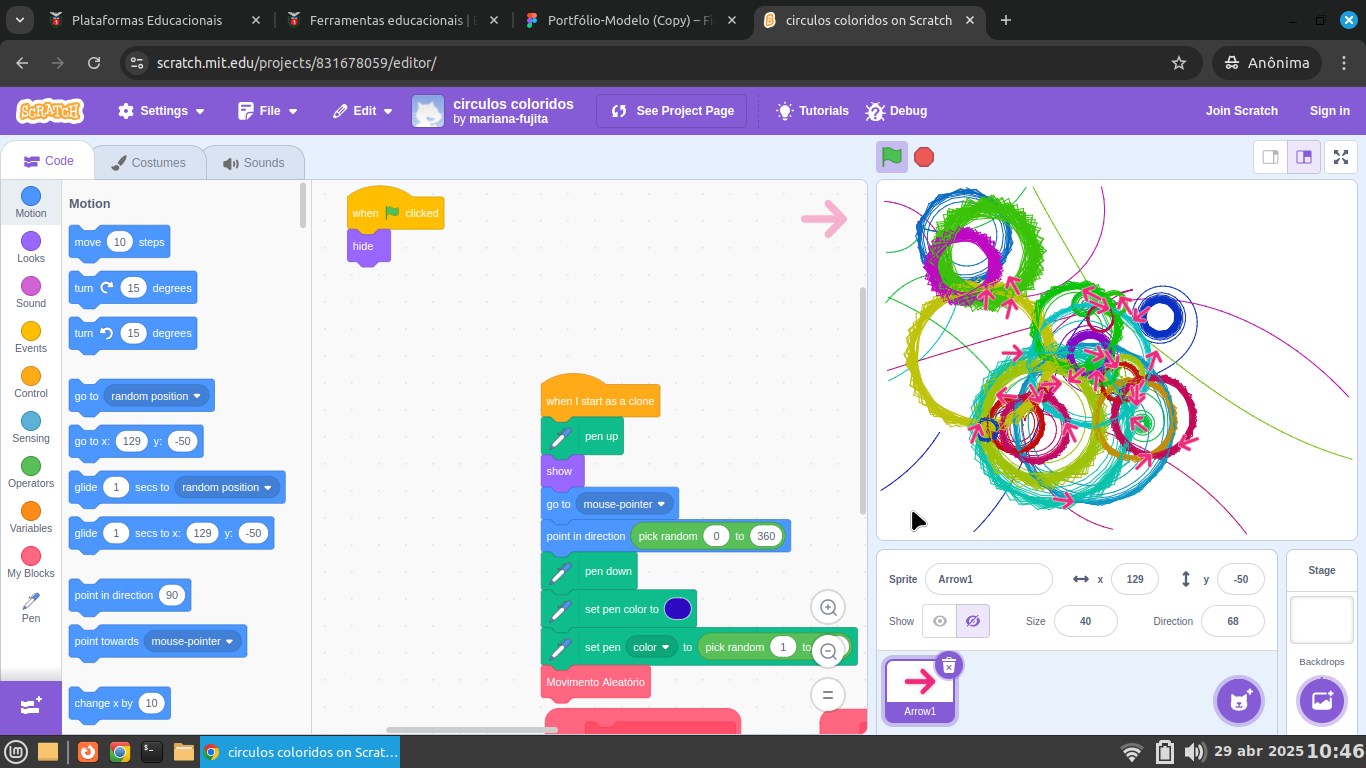 Plataformas Educacionais
Ferramentas educacionais |
Portfólio-Modelo (Copy) – Fi
circulos coloridos on Scratch
scratch.mit.edu/projects/831678059/editor/
Anônima
SCRATCH
Settings
File
Edit
circulos coloridos
by mariana-fujita
See Project Page
Tutorials
Debug
Join Scratch
Sign in
Code
Costumes
Sounds
Motion
Looks
Sound
Events
Control
Sensing
Operators
Variables
My Blocks
Pen
Motion
move 10 steps
turn 15 degrees
turn 15 degrees
go to random position
go to x: 129 y: -50
glide 1 secs to random position
glide 1 secs to x: 129 y: -50
point in direction 90
point towards mouse-pointer
change x by 10
when clicked
hide
when I start as a clone
pen up
show
go to mouse-pointer
point in direction pick random 0 to 360
pen down
set pen color to
set pen color to pick random 1 to
Movimento Aleatório
Sprite Arrow1 x 129 y -50
Show Size 40 Direction 68
Arrow1
Stage
Backdrops
circulos coloridos on Scrat...
29 abr 2025 10:46